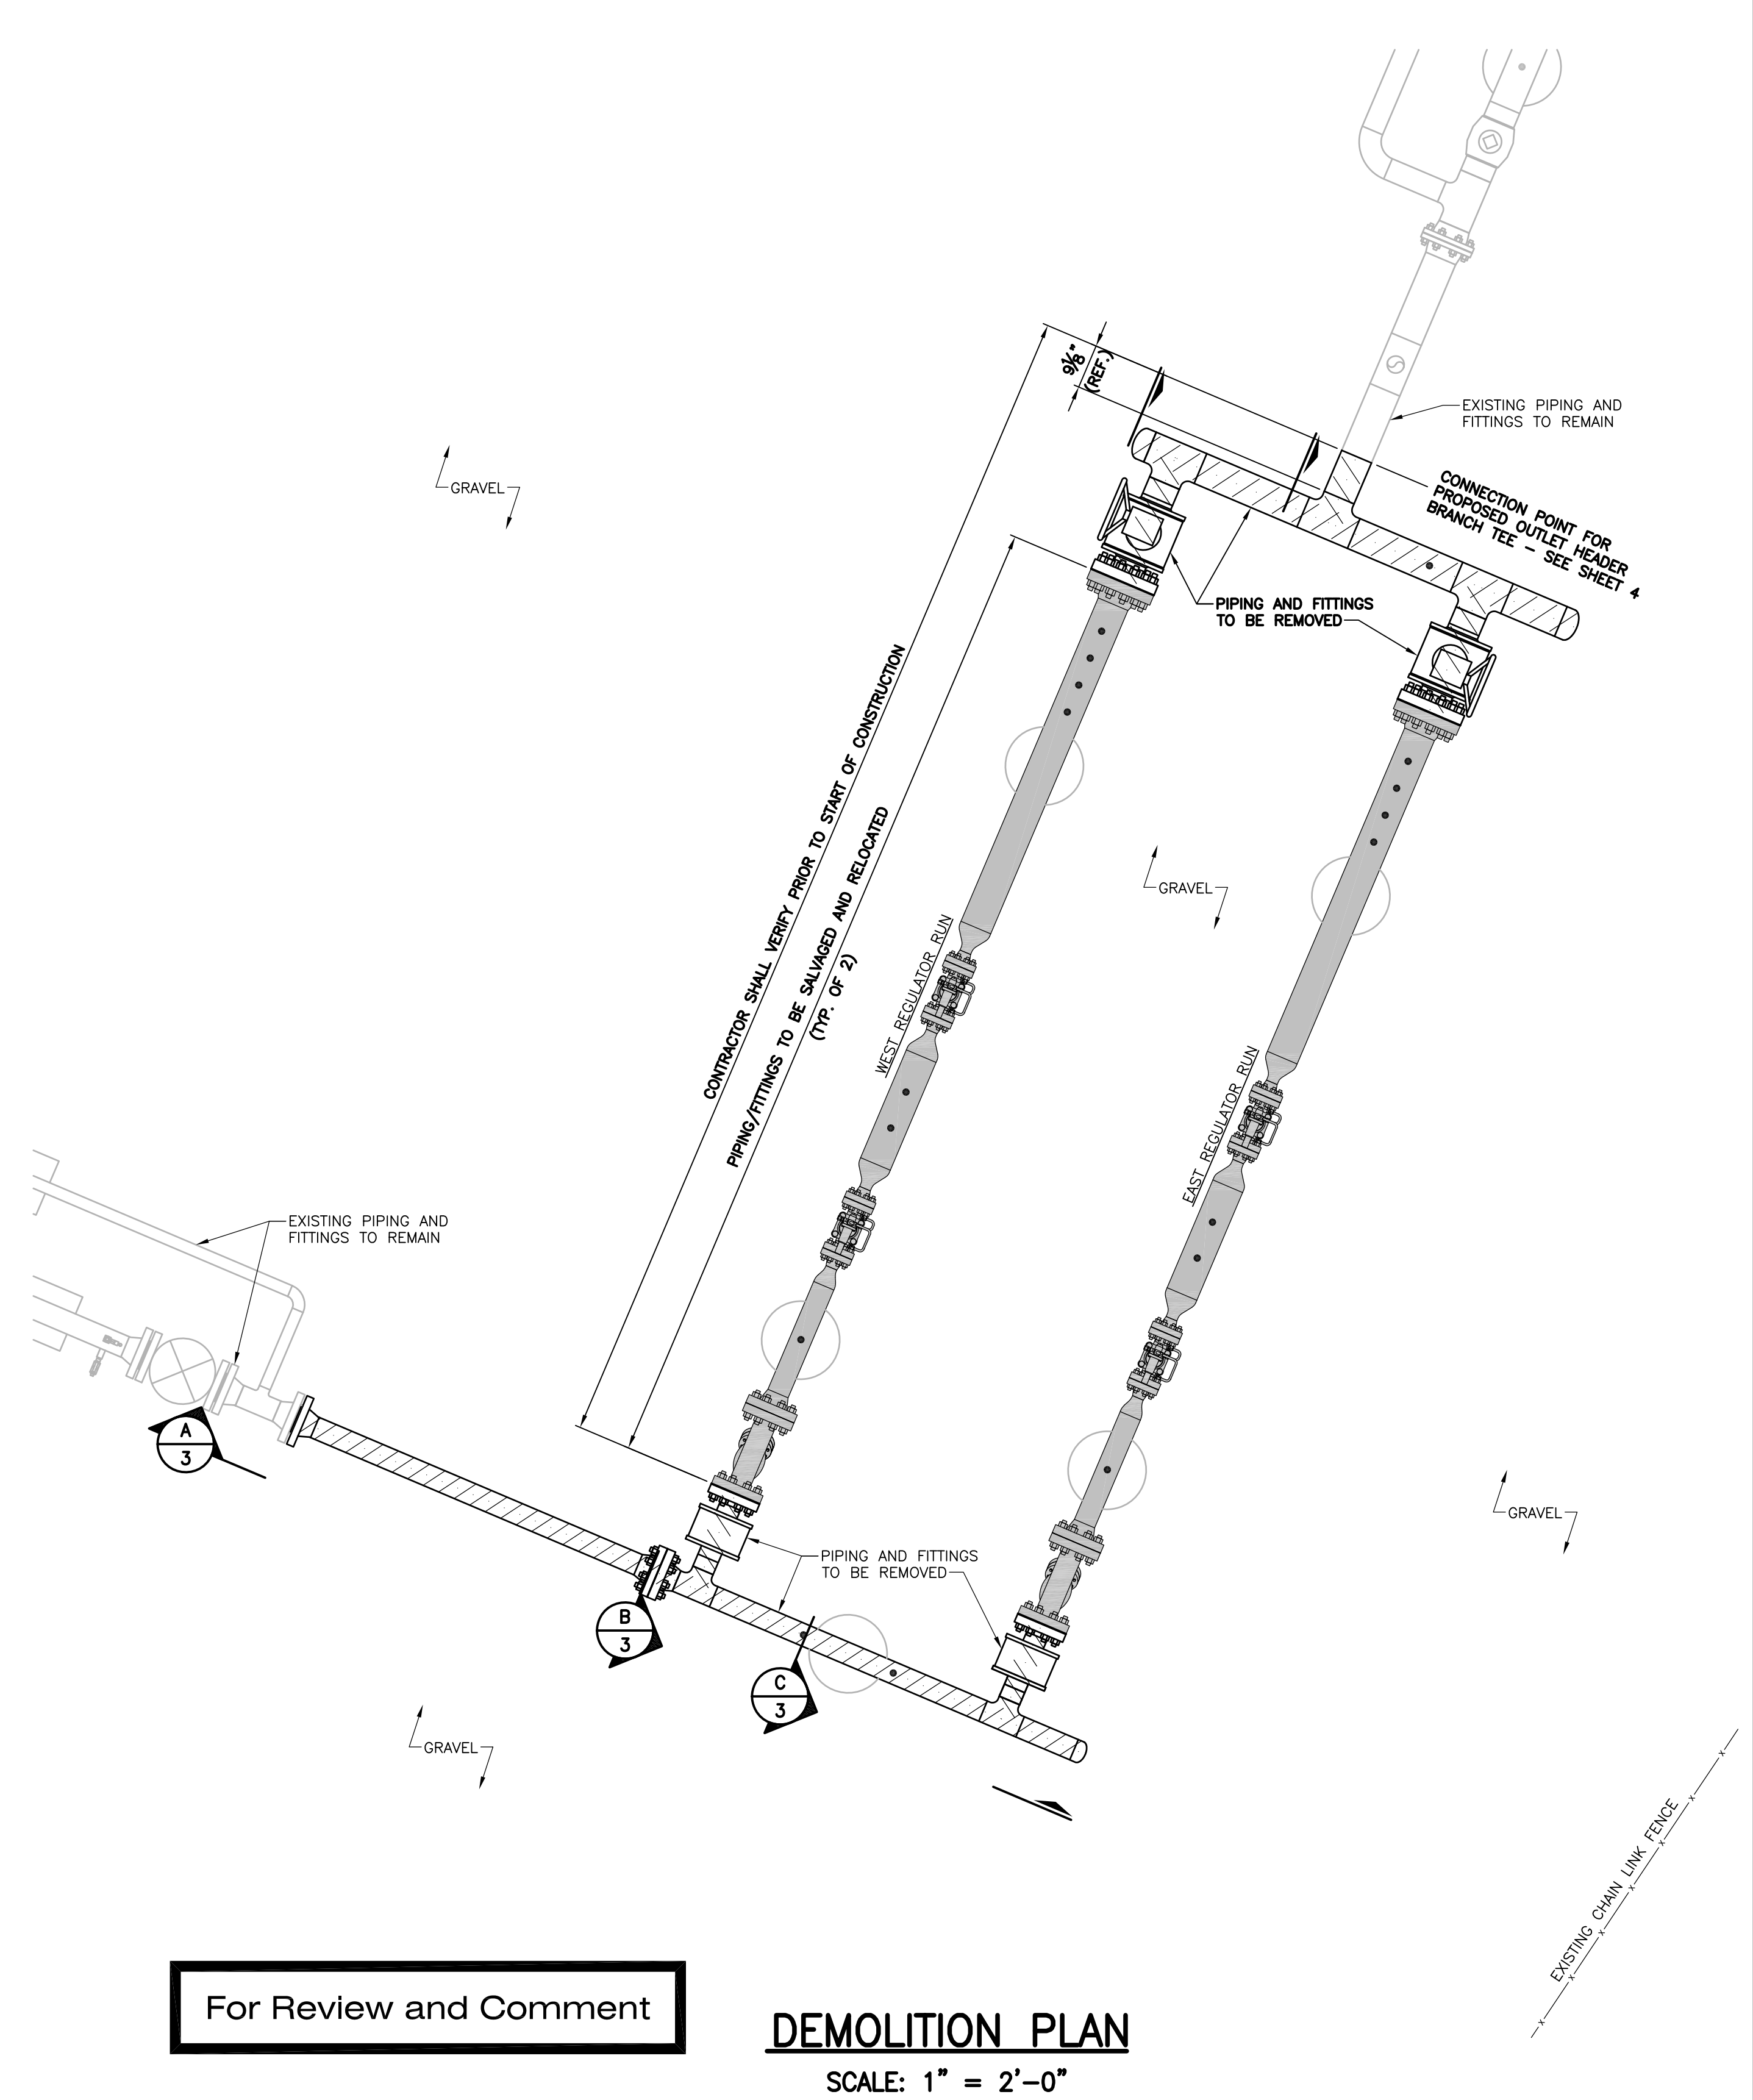 9⅛"
(REF.)
EXISTING PIPING AND
FITTINGS TO REMAIN
GRAVEL
CONNECTION POINT FOR
PROPOSED OUTLET HEADER
BRANCH TEE - SEE SHEET 4
PIPING AND FITTINGS
TO BE REMOVED
CONTRACTOR SHALL VERIFY PRIOR TO START OF CONSTRUCTION
PIPING/FITTINGS TO BE SALVAGED AND RELOCATED
(TYP. OF 2)
GRAVEL
WEST REGULATOR RUN
EAST REGULATOR RUN
EXISTING PIPING AND
FITTINGS TO REMAIN
A
3
GRAVEL
PIPING AND FITTINGS
TO BE REMOVED
B
3
C
3
GRAVEL
EXISTING CHAIN LINK FENCE
For Review and Comment
DEMOLITION PLAN
SCALE: 1" = 2'-0"